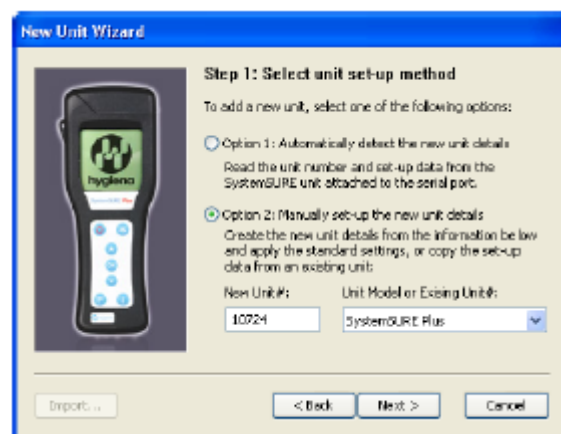 New Unit Wizard
Step 1: Select unit set-up method
To add a new unit, select one of the following options:
Option 1: Automatically detect the new unit details
Read the unit number and set-up data from the
SystemSURE unit attached to the serial port.
Option 2: Manually set-up the new unit details
Create the new unit details from the information below
and apply the standard settings, or copy the set-up
data from an existing unit:
New Unit#: Unit Model or Exising Unit#:
10724 SystemSURE Plus
hygiena
SystemSURE Plus
Import... < Back Next > Cancel